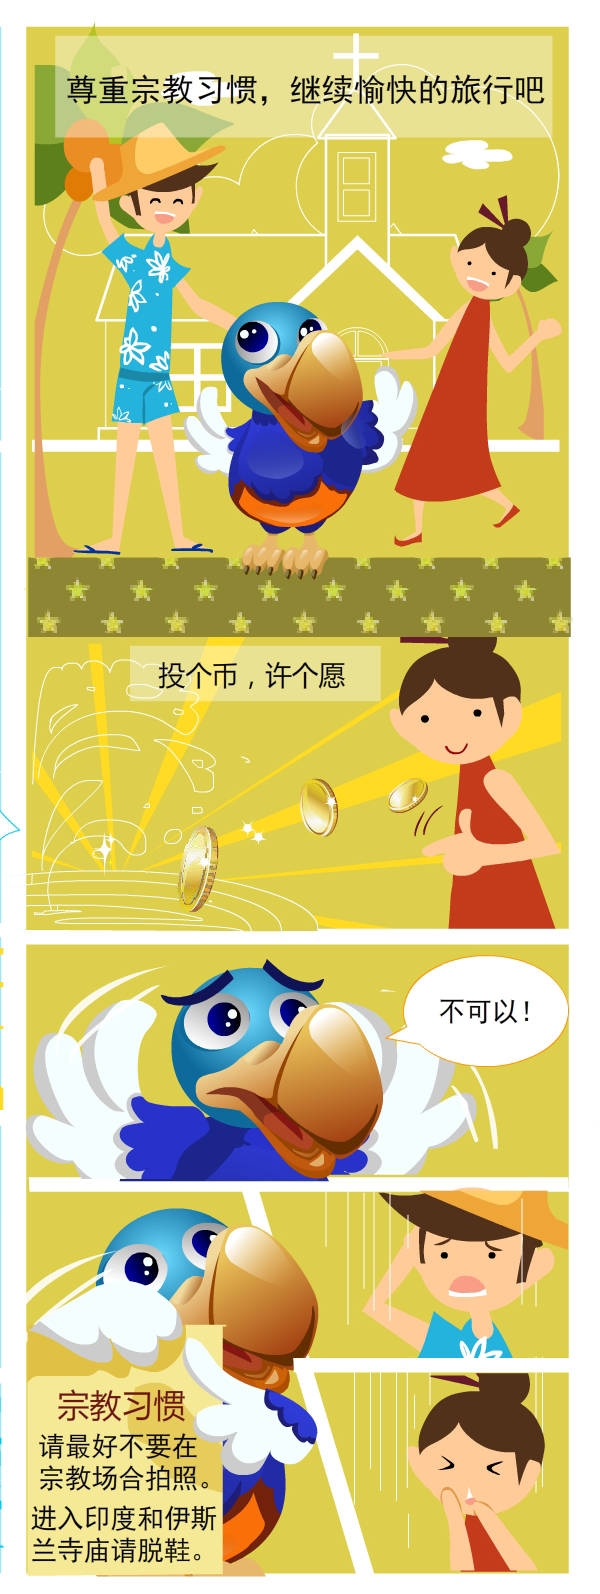 尊重宗教习惯，继续愉快的旅行吧
投个币，许个愿
不可以！
宗教习惯
请最好不要在
宗教场合拍照。
进入印度和伊斯
兰寺庙请脱鞋。